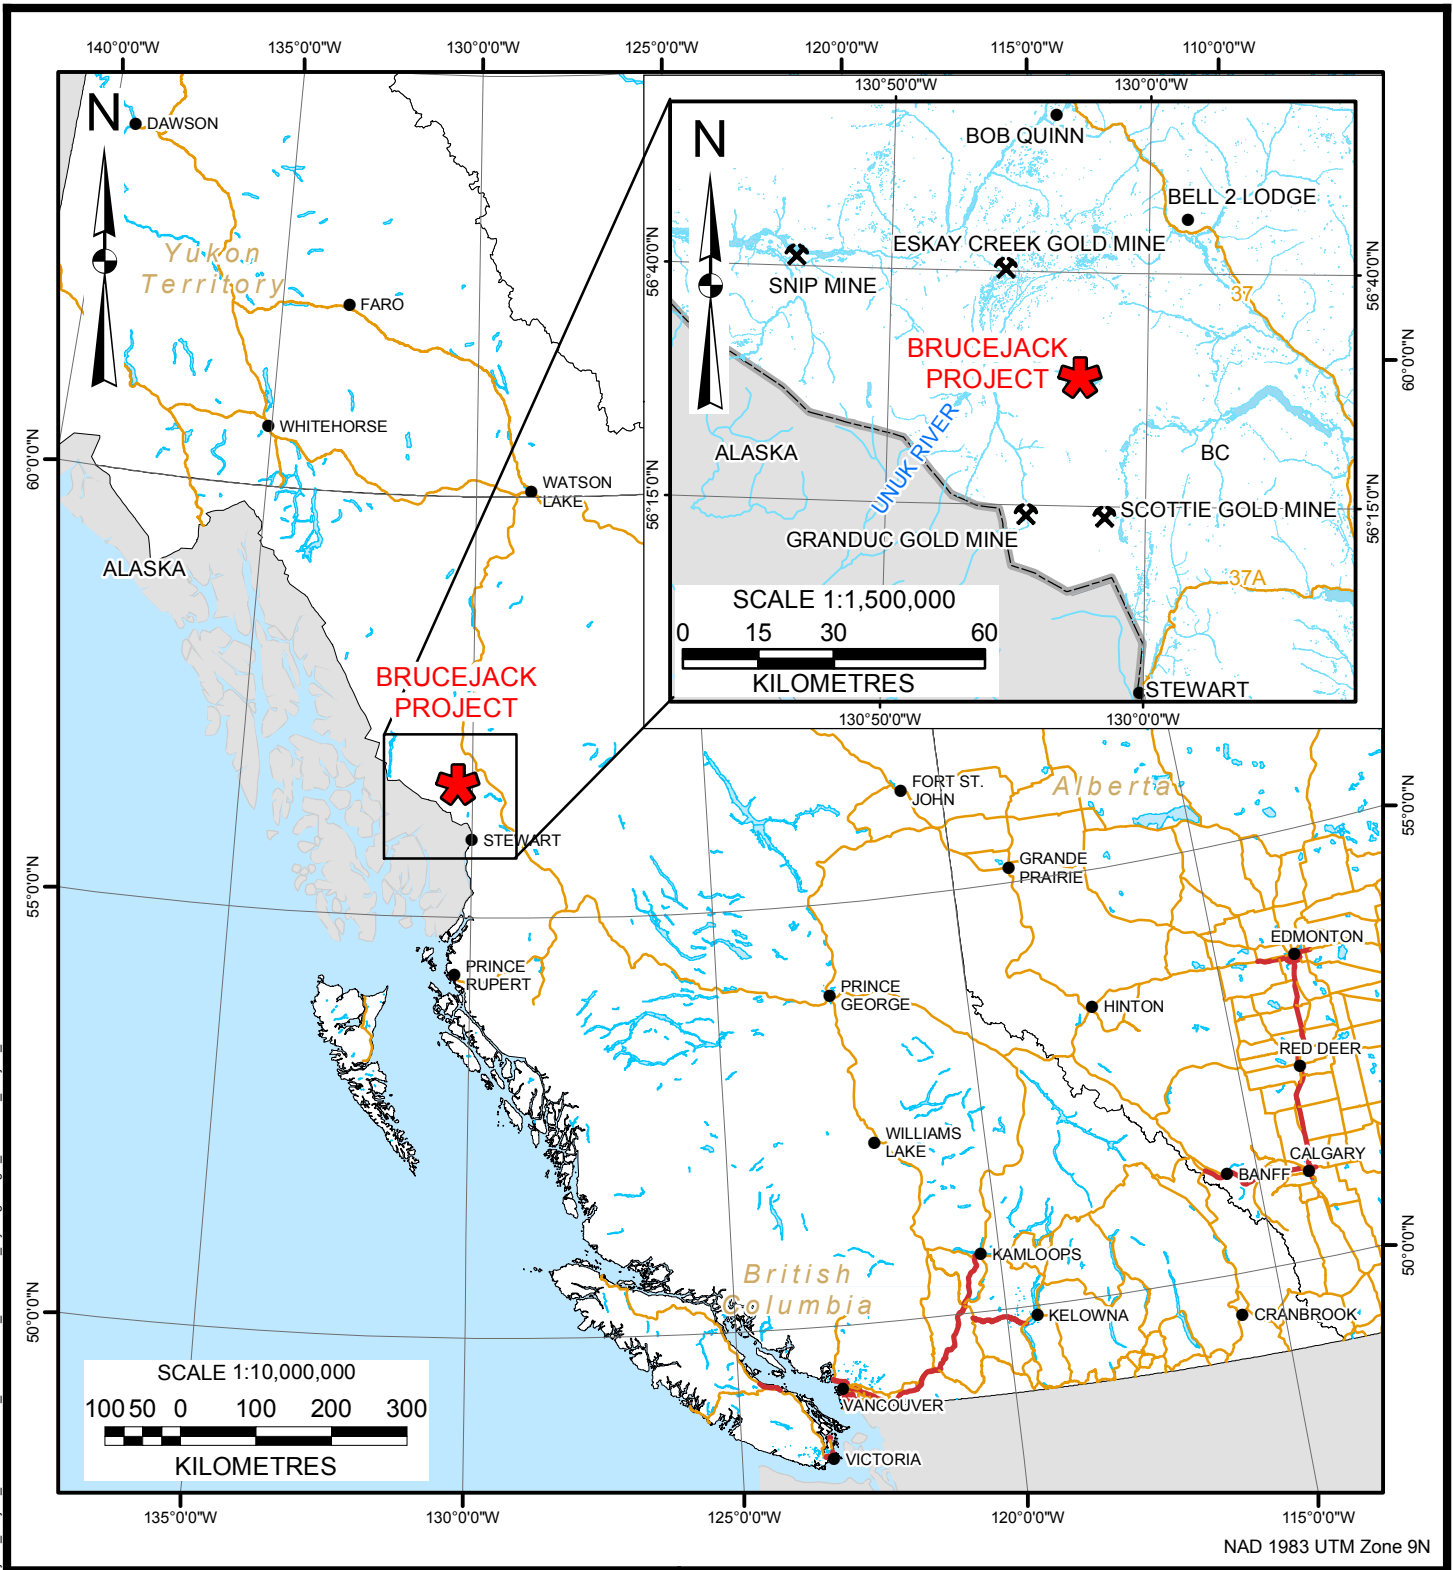 140°0'0"W
135°0'0"W
130°0'0"W
125°0'0"W
120°0'0"W
115°0'0"W
110°0'0"W
N
DAWSON
Yukon
Territory
FARO
WHITEHORSE
WATSON
LAKE
ALASKA
60°0'0"N
55°0'0"N
50°0'0"N
BRUCEJACK
PROJECT
STEWART
130°50'0"W
130°0'0"W
N
BOB QUINN
BELL 2 LODGE
ESKAY CREEK GOLD MINE
SNIP MINE
37
BRUCEJACK
PROJECT
ALASKA
UNUK RIVER
BC
SCOTTIE GOLD MINE
GRANDUC GOLD MINE
37A
SCALE 1:1,500,000
0 15 30 60
KILOMETRES
STEWART
56°40'0"N
56°15'0"N
56°40'0"N
56°15'0"N
130°50'0"W
130°0'0"W
60°0'0"N
55°0'0"N
50°0'0"N
FORT ST.
JOHN
Alberta
GRANDE
PRAIRIE
EDMONTON
PRINCE
RUPERT
PRINCE
GEORGE
HINTON
RED DEER
WILLIAMS
LAKE
CALGARY
BANFF
KAMLOOPS
British
Columbia
KELOWNA
CRANBROOK
VANCOUVER
VICTORIA
SCALE 1:10,000,000
100 50 0 100 200 300
KILOMETRES
135°0'0"W
130°0'0"W
125°0'0"W
120°0'0"W
115°0'0"W
NAD 1983 UTM Zone 9N